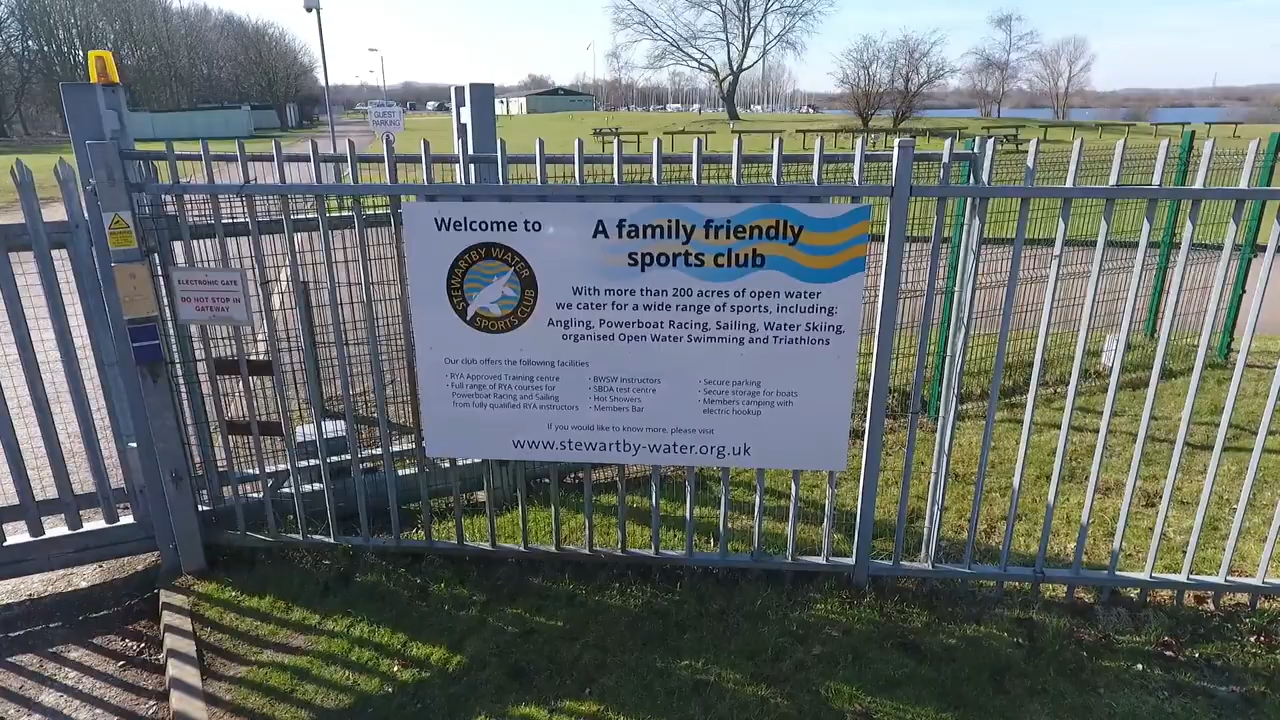 GUEST
PARKING
Welcome to
STEWARTBY WATER
SPORTS CLUB
A family friendly
sports club
With more than 200 acres of open water
we cater for a wide range of sports, including:
Angling, Powerboat Racing, Sailing, Water Skiing,
organised Open Water Swimming and Triathlons
Our club offers the following facilities
• RYA Approved Training centre
• Full range of RYA courses for
Powerboat Racing and Sailing
from fully qualified RYA instructors
• BWSW instructors
• SBDA test centre
• Hot Showers
• Members Bar
• Secure parking
• Secure storage for boats
• Members camping with
electric hookup
If you would like to know more, please visit
www.stewartby-water.org.uk
ELECTRONIC GATE
DO NOT STOP IN
GATEWAY